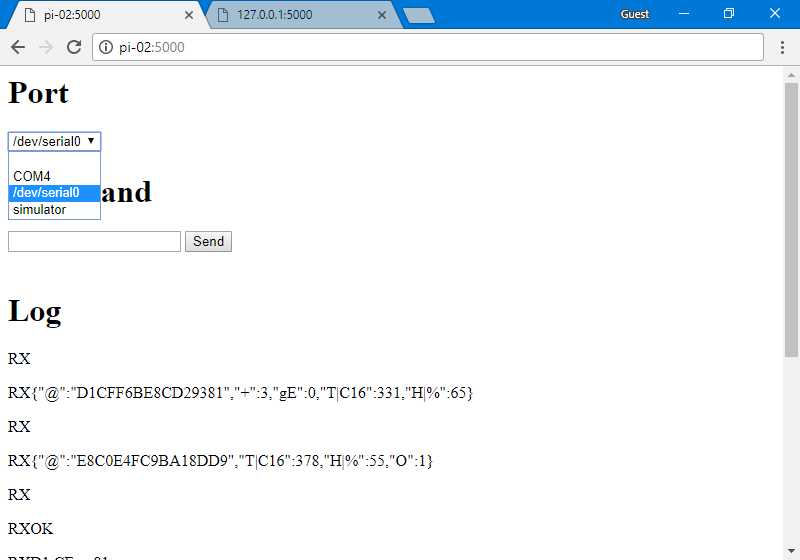 pi-02:5000
127.0.0.1:5000
Guest
pi-02:5000
Port
/dev/serial0
COM4
/dev/serial0
simulator
and
Send
Log
RX
RX{"@":"D1CFF6BE8CD29381","+":3,"gE":0,"T|C16":331,"H|%":65}
RX
RX{"@":"E8C0E4FC9BA18DD9","T|C16":378,"H|%":55,"O":1}
RX
RXOK